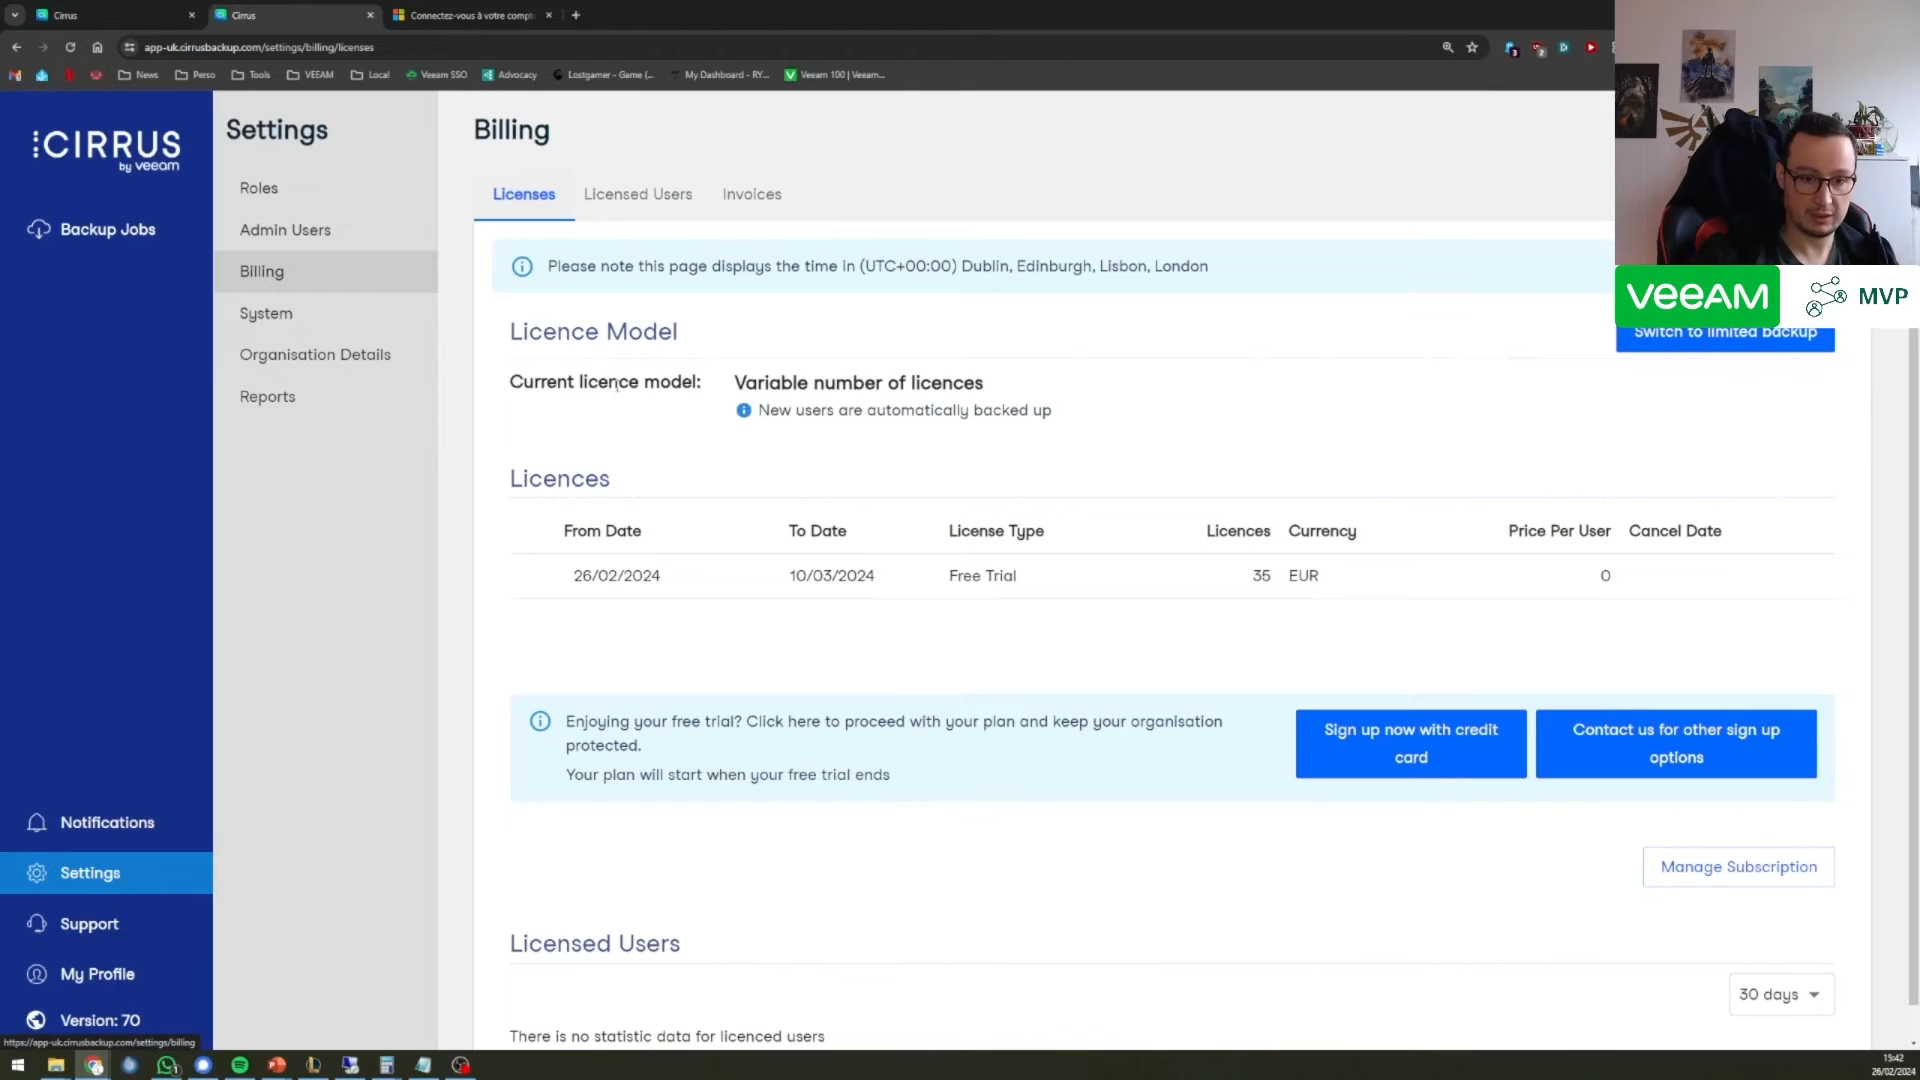 Cirrus
Cirrus
Connectez-vous à votre compt
app-uk.cirrusbackup.com/settings/billing/licenses
News
Perso
Tools
VEEAM
Local
Veeam SSO
Advocacy
Lostgamer - Game (...
My Dashboard - RY...
Veeam 100 | Veeam...
CIRRUS
by veeam
Backup Jobs
Notifications
Settings
Support
My Profile
Version: 70
https://app-uk.cirrusbackup.com/settings/billing
Settings
Roles
Admin Users
Billing
System
Organisation Details
Reports
Billing
Licenses
Licensed Users
Invoices
Please note this page displays the time in (UTC+00:00) Dublin, Edinburgh, Lisbon, London
Licence Model
Switch to limited backup
Current licence model:
Variable number of licences
New users are automatically backed up
Licences
From Date To Date License Type Licences Currency Price Per User Cancel Date
26/02/2024 10/03/2024 Free Trial 35 EUR 0
Enjoying your free trial? Click here to proceed with your plan and keep your organisation
protected.
Your plan will start when your free trial ends
Sign up now with credit
card
Contact us for other sign up
options
Manage Subscription
Licensed Users
30 days
There is no statistic data for licenced users
veeAM
MVP
15:42
26/02/2024